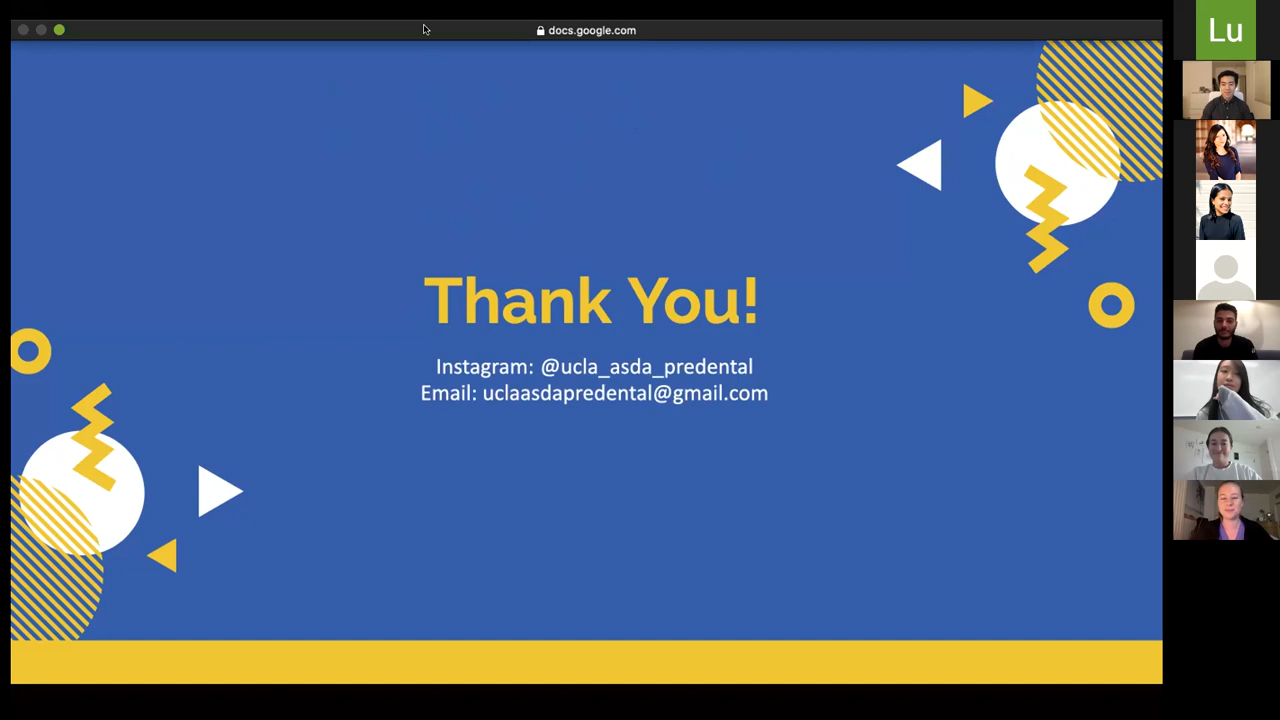 docs.google.com
Lu
Thank You!
Instagram: @ucla_asda_predental
Email: uclaasdapredental@gmail.com